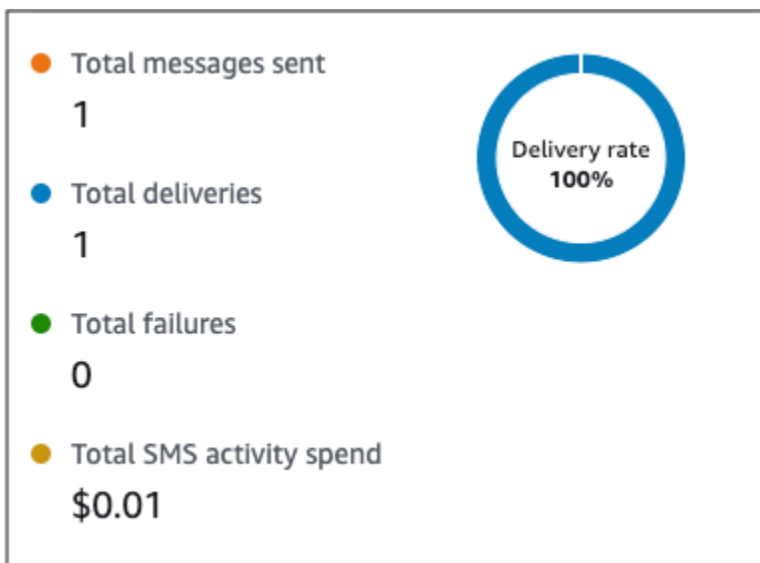 Total messages sent
1
Total deliveries
1
Total failures
0
Total SMS activity spend
$0.01
Delivery rate
100%